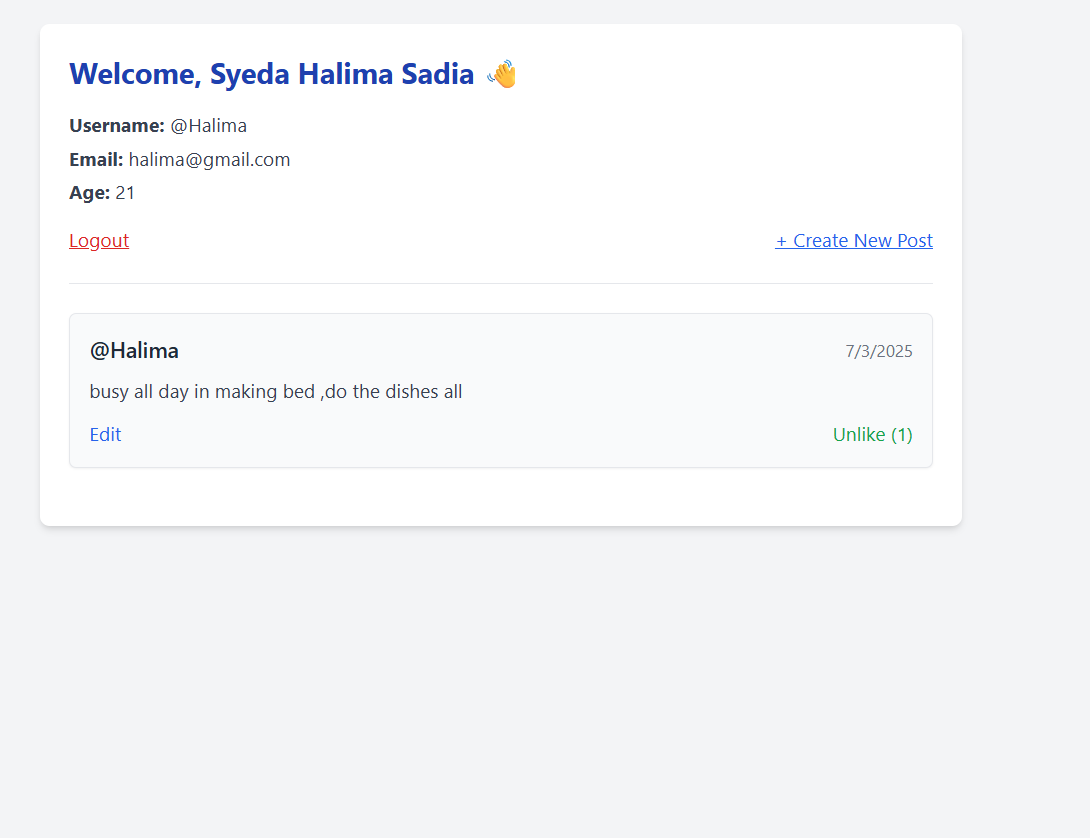 Welcome, Syeda Halima Sadia 👋
Username: @Halima
Email: halima@gmail.com
Age: 21
Logout + Create New Post
@Halima 7/3/2025
busy all day in making bed ,do the dishes all
Edit Unlike (1)